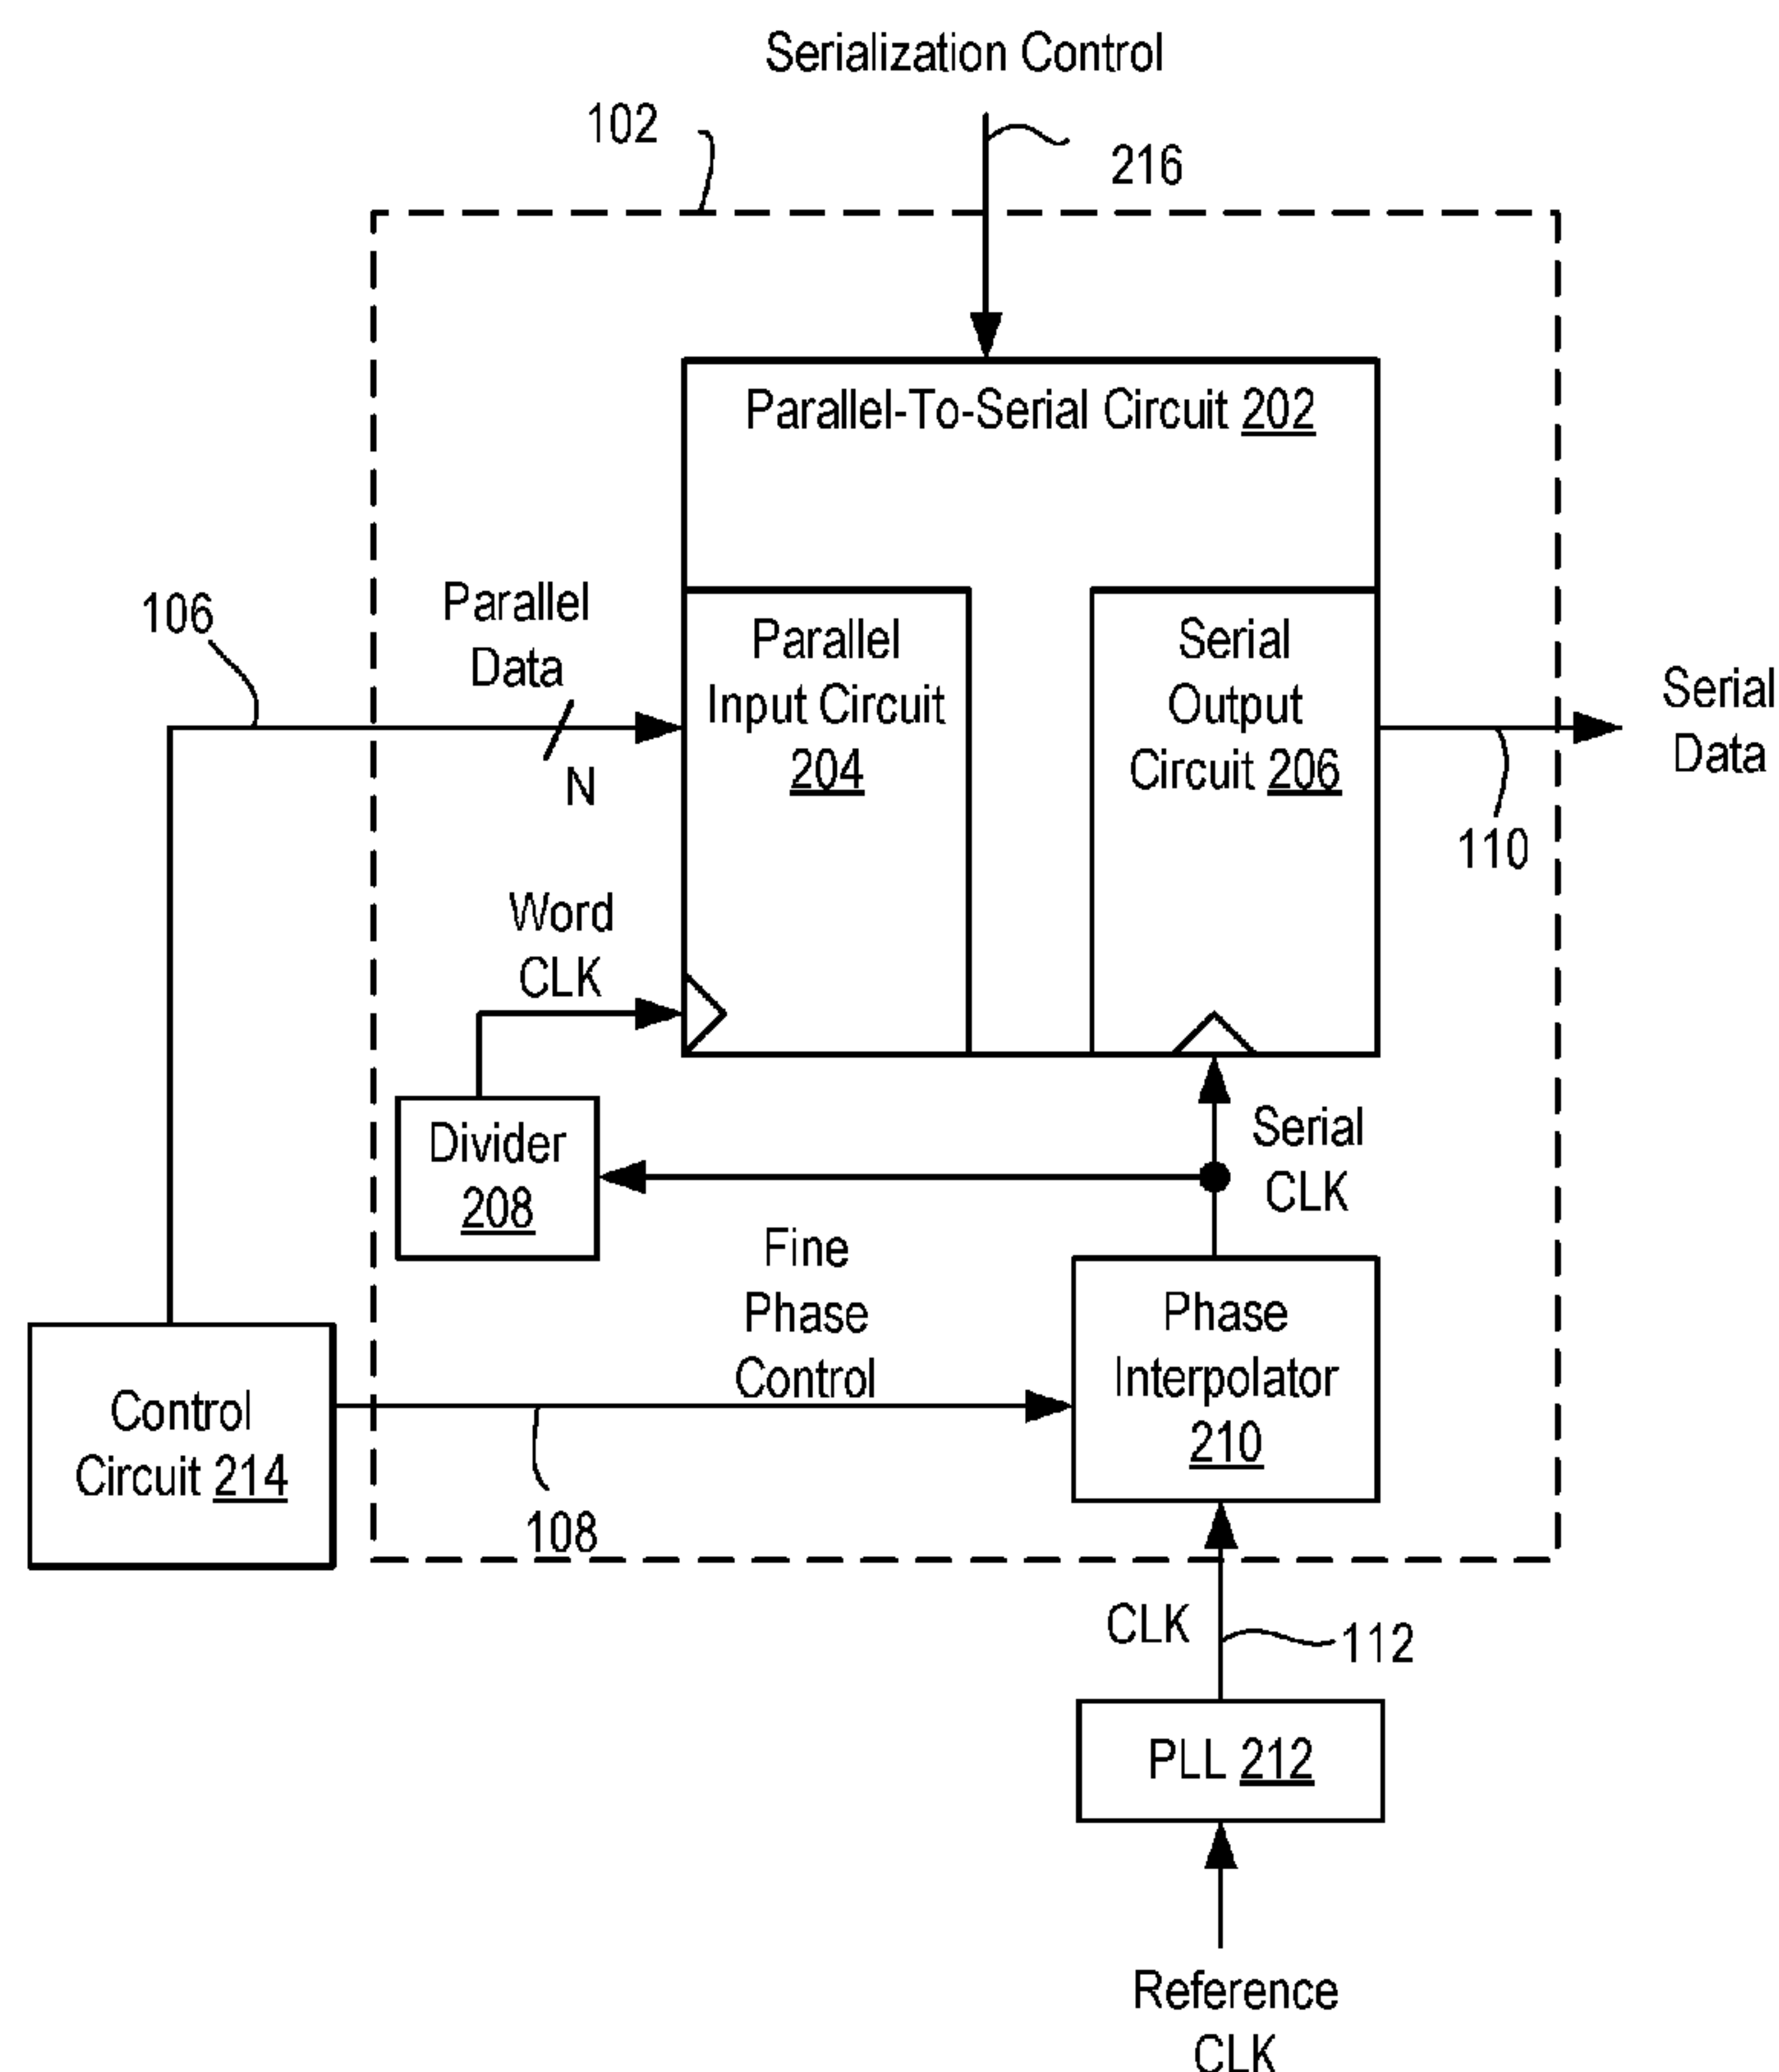 Serialization Control
102
216
Parallel-To-Serial Circuit 202
106
Parallel
Data
N
Parallel
Input Circuit
204
Serial
Output
Circuit 206
Serial
Data
110
Word
CLK
Divider
208
Serial
CLK
Fine
Phase
Control
Phase
Interpolator
210
Control
Circuit 214
108
CLK
112
PLL 212
Reference
CLK